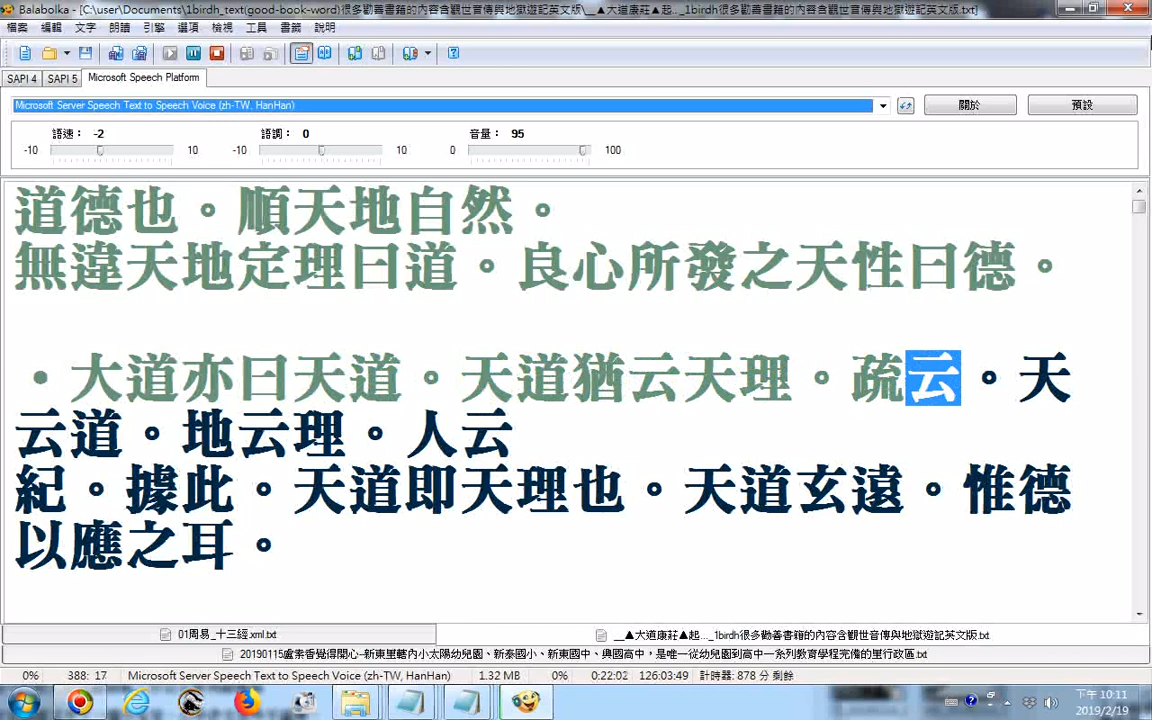 Balabolka - [C:\user\Documents\1birdh_text(good-book-word)很多勸善書籍的內容含觀世音傳與地獄遊記英文版\__▲大道康莊▲起..._1birdh很多勸善書籍的內容含觀世音傳與地獄遊記英文版.txt]
檔案 編輯 文字 朗讀 引擎 選項 檢視 工具 書籤 說明
SAPI 4 SAPI 5 Microsoft Speech Platform
Microsoft Server Speech Text to Speech Voice (zh-TW, HanHan) 關於 預設
語速: -2 語調: 0 音量: 95
-10 10 -10 10 0 100
道德也。順天地自然。
無違天地定理曰道。良心所發之天性曰德。
•大道亦曰天道。天道猶云天理。疏云。天
云道。地云理。人云
紀。據此。天道即天理也。天道玄遠。惟德
以應之耳。
01周易_十三經.xml.txt __▲大道康莊▲起..._1birdh很多勸善書籍的內容含觀世音傳與地獄遊記英文版.txt
20190115盧素香覺得開心-新東里轄內小太陽幼兒園、新泰國小、新東國中、典國高中，是唯一從幼兒園到高中一系列教育學程完備的里行政區.txt
0% 388: 17 Microsoft Server Speech Text to Speech Voice (zh-TW, HanHan) 1.32 MB 0% 0:22:02 126:03:49 計時器: 878 分 剩餘
下午 10:11
2019/2/19